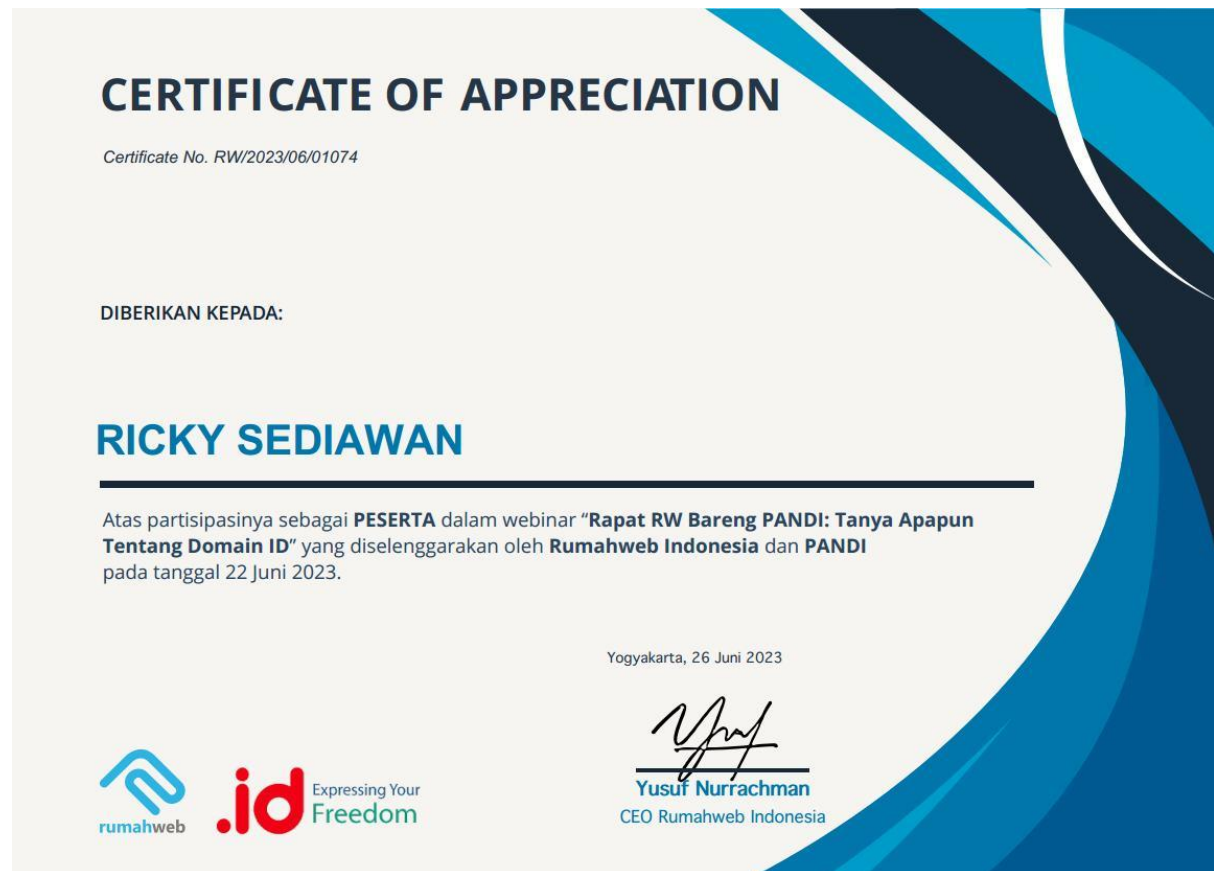 CERTIFICATE OF APPRECIATION
Certificate No. RW/2023/06/01074
DIBERIKAN KEPADA:
RICKY SEDIAWAN
Atas partisipasinya sebagai PESERTA dalam webinar “Rapat RW Bareng PANDI: Tanya Apapun
Tentang Domain ID” yang diselenggarakan oleh Rumahweb Indonesia dan PANDI
pada tanggal 22 Juni 2023.
Yogyakarta, 26 Juni 2023
Yusuf Nurrachman
CEO Rumahweb Indonesia
rumahweb
.id
Expressing Your
Freedom